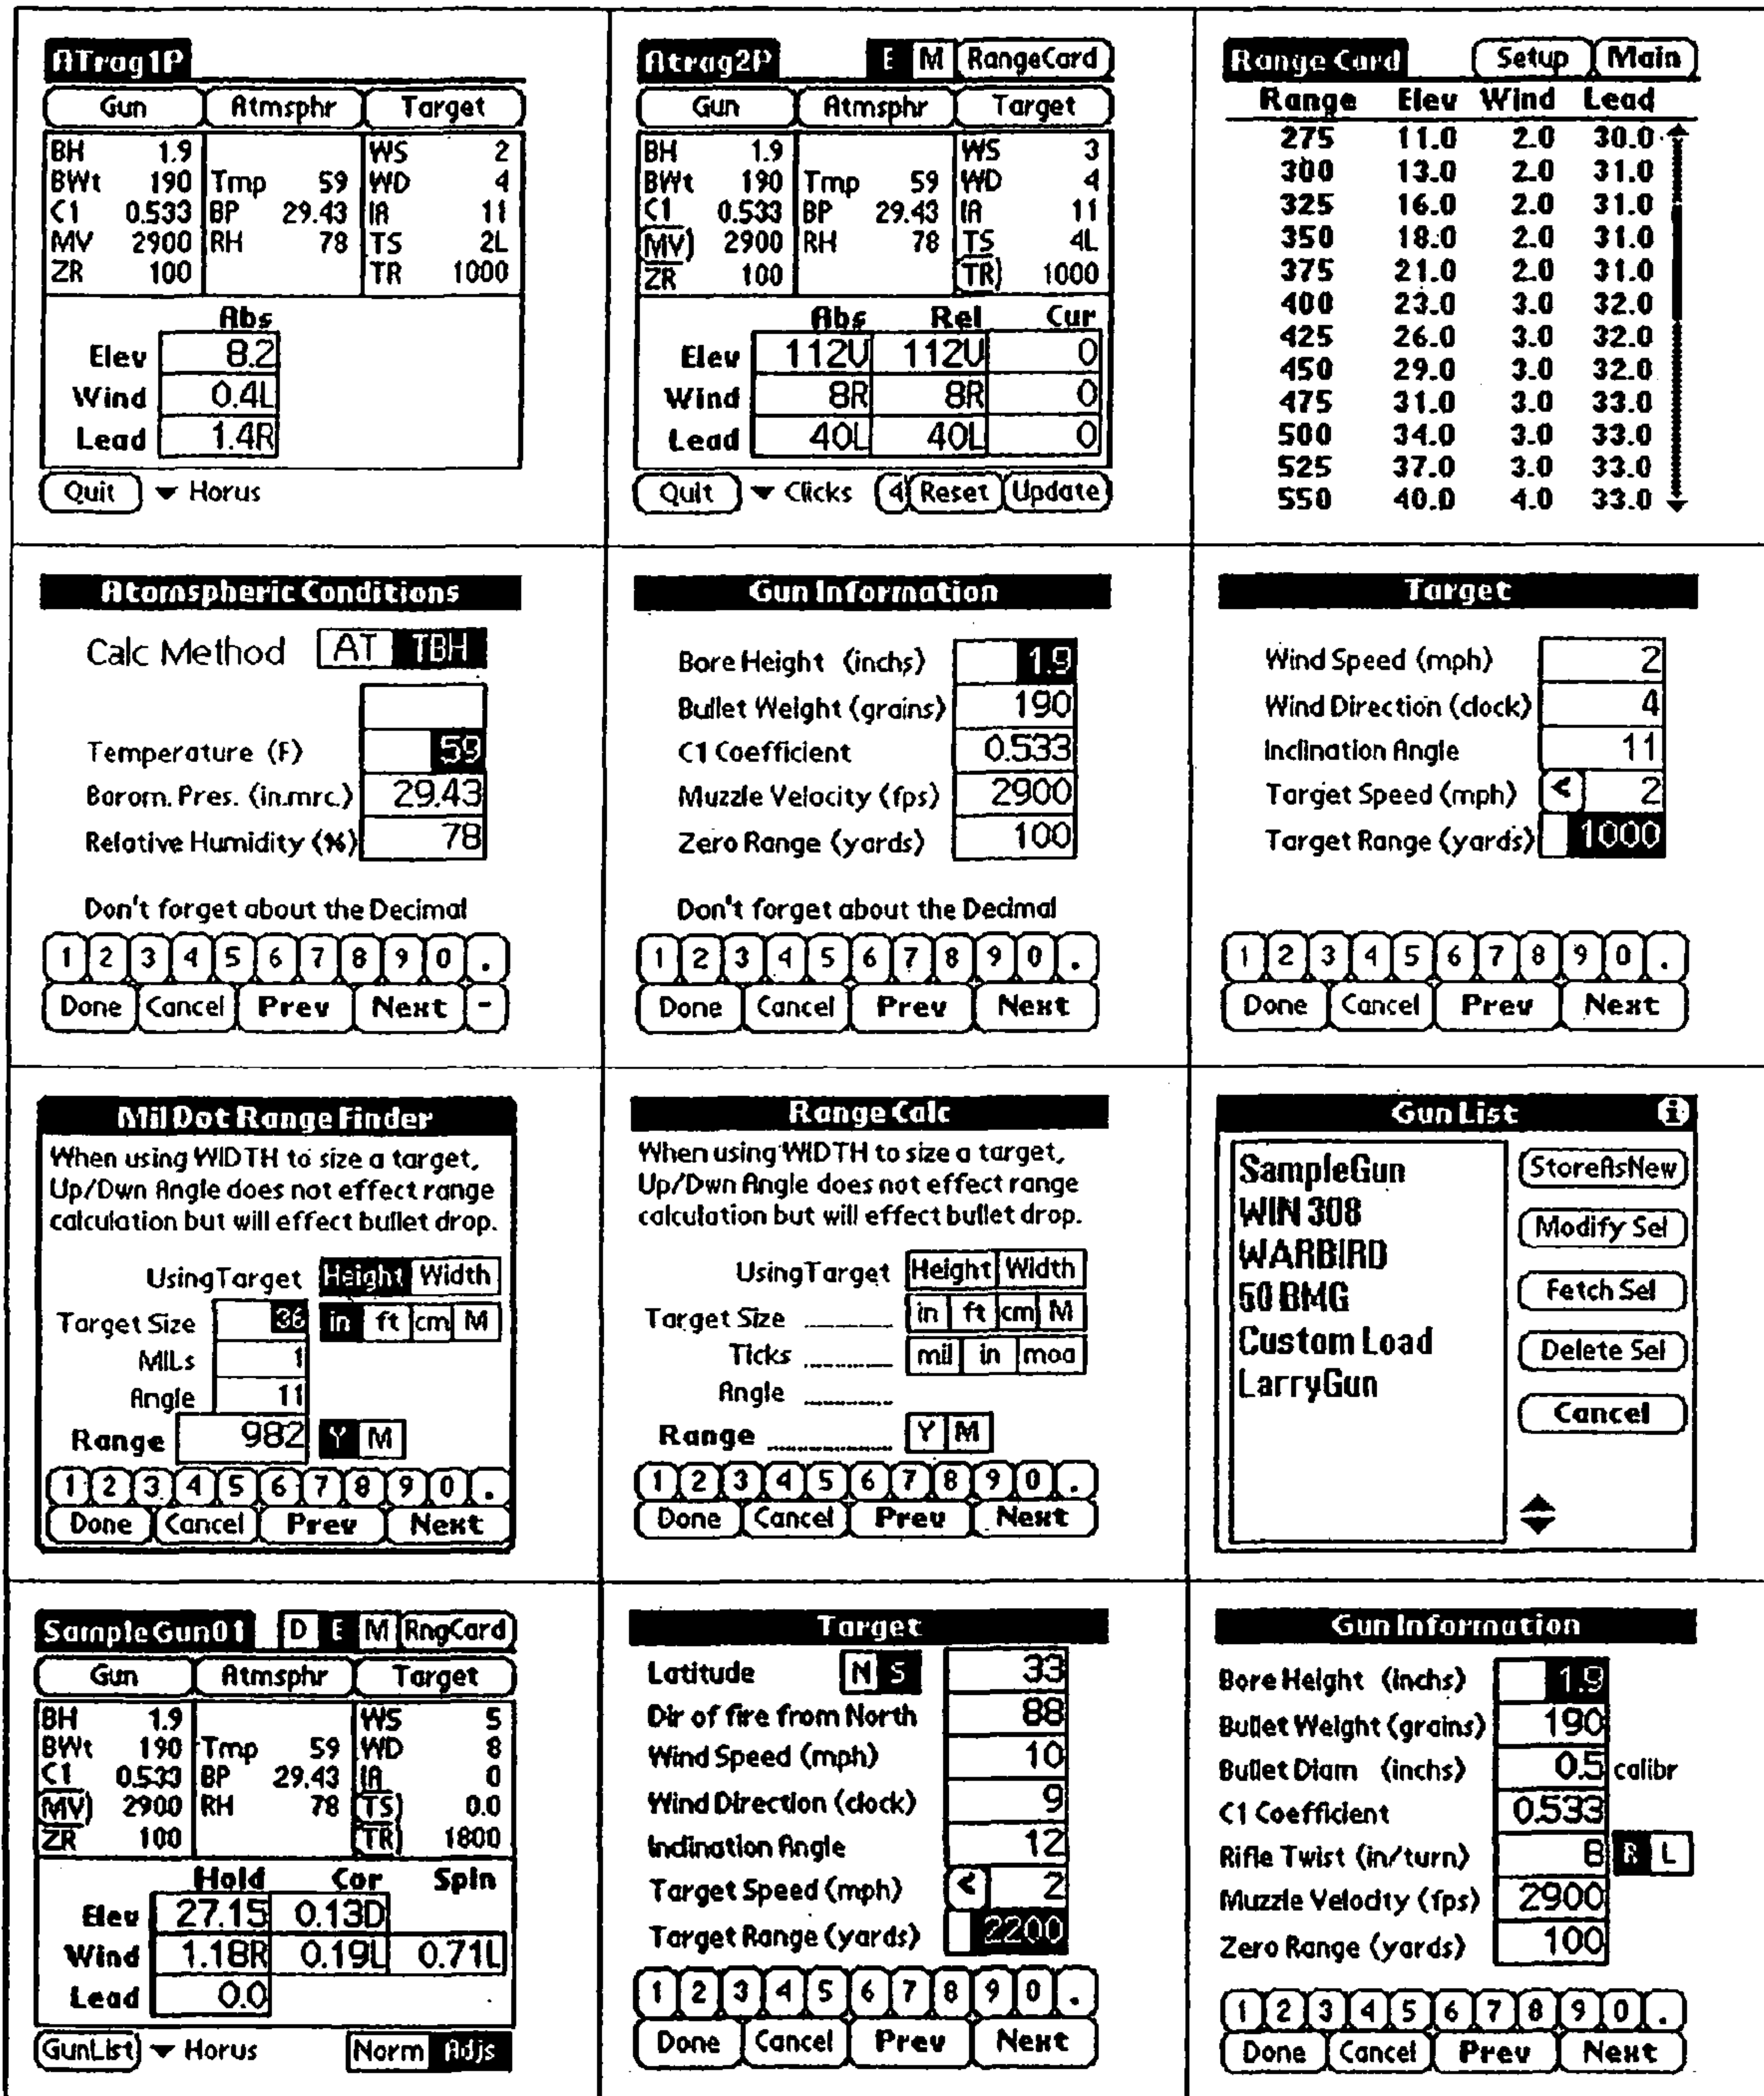 ATrag1P
Gun Atmsphr Target
BH 1.9 WS 2
BWt 190 Tmp 59 WD 4
C1 0.533 BP 29.43 IA 11
MV 2900 RH 78 TS 2L
ZR 100 TR 1000
Abs
Elev 8.2
Wind 0.4L
Lead 1.4R
Quit Horus
Atrag2P E M RangeCard
Gun Atmsphr Target
BH 1.9 WS 3
BWt 190 Tmp 59 WD 4
C1 0.533 BP 29.43 IA 11
MV 2900 RH 78 TS 4L
ZR 100 TR 1000
Abs Rel Cur
Elev 112U 112U 0
Wind 8R 8R 0
Lead 40L 40L 0
Quit Clicks 4 Reset Update
Range Card Setup Main
Range Elev Wind Lead
275 11.0 2.0 30.0
300 13.0 2.0 31.0
325 16.0 2.0 31.0
350 18.0 2.0 31.0
375 21.0 2.0 31.0
400 23.0 3.0 32.0
425 26.0 3.0 32.0
450 29.0 3.0 32.0
475 31.0 3.0 33.0
500 34.0 3.0 33.0
525 37.0 3.0 33.0
550 40.0 4.0 33.0
Atomspheric Conditions
Calc Method AT TBH
Temperature (F) 59
Barom. Pres. (in.mrc.) 29.43
Relative Humidity (%) 78
Don't forget about the Decimal
1 2 3 4 5 6 7 8 9 0 .
Done Cancel Prev Next -
Gun Information
Bore Height (inchs) 1.9
Bullet Weight (grains) 190
C1 Coefficient 0.533
Muzzle Velocity (fps) 2900
Zero Range (yards) 100
Don't forget about the Decimal
1 2 3 4 5 6 7 8 9 0 .
Done Cancel Prev Next
Target
Wind Speed (mph) 2
Wind Direction (clock) 4
Inclination Angle 11
Target Speed (mph) < 2
Target Range (yards) 1000
1 2 3 4 5 6 7 8 9 0 .
Done Cancel Prev Next
Mil Dot Range Finder
When using WIDTH to size a target,
Up/Dwn Angle does not effect range
calculation but will effect bullet drop.
Using Target Height Width
Target Size 36 in ft cm M
MILs 1
Angle 11
Range 982 Y M
1 2 3 4 5 6 7 8 9 0 .
Done Cancel Prev Next
Range Calc
When using WIDTH to size a target,
Up/Dwn Angle does not effect range
calculation but will effect bullet drop.
Using Target Height Width
Target Size in ft cm M
Ticks mil in moa
Angle
Range Y M
1 2 3 4 5 6 7 8 9 0 .
Done Cancel Prev Next
Gun List i
SampleGun StoreAsNew
WIN 308 Modify Sel
WARBIRD
50 BMG Fetch Sel
Custom Load Delete Sel
LarryGun
Cancel
SampleGun01 D E M RngCard
Gun Atmsphr Target
BH 1.9 WS 5
BWt 190 Tmp 59 WD 8
C1 0.533 BP 29.43 IA 0
MV 2900 RH 78 TS 0.0
ZR 100 TR 1800
Hold Cor Spin
Elev 27.15 0.13D
Wind 1.18R 0.19L 0.71L
Lead 0.0
GunList Horus Norm Adjs
Target
Latitude N S 33
Dir of fire from North 88
Wind Speed (mph) 10
Wind Direction (clock) 9
Inclination Angle 12
Target Speed (mph) < 2
Target Range (yards) 2200
1 2 3 4 5 6 7 8 9 0 .
Done Cancel Prev Next
Gun Information
Bore Height (inchs) 1.9
Bullet Weight (grains) 190
Bullet Diam (inchs) 0.5 calibr
C1 Coefficient 0.533
Rifle Twist (in/turn) 8 R L
Muzzle Velocity (fps) 2900
Zero Range (yards) 100
1 2 3 4 5 6 7 8 9 0 .
Done Cancel Prev Next